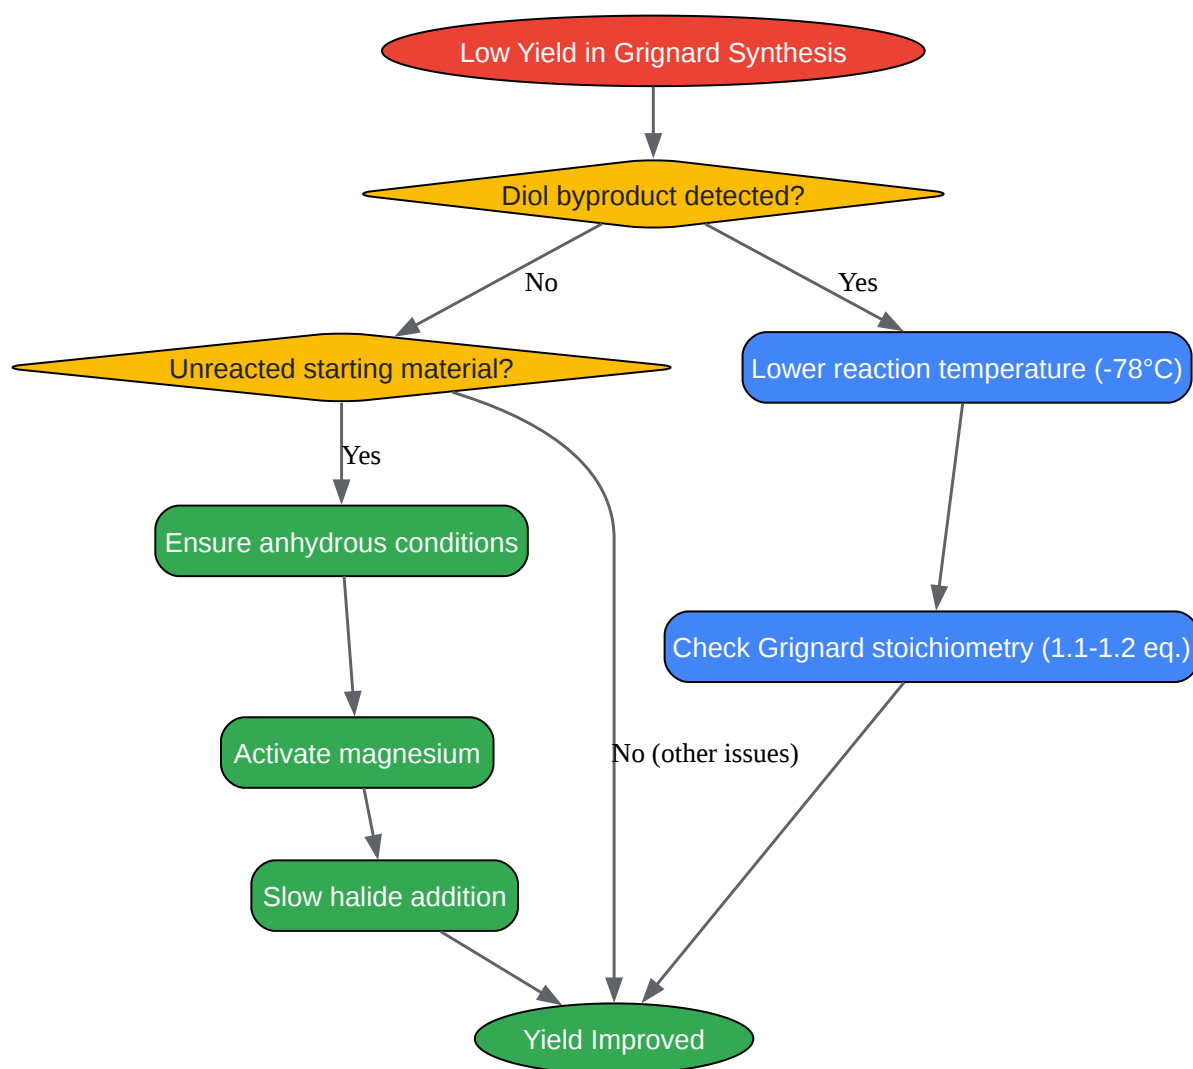 Low Yield in Grignard Synthesis
Diol byproduct detected?
No
Yes
Unreacted starting material?
Lower reaction temperature (-78°C)
Yes
Ensure anhydrous conditions
Check Grignard stoichiometry (1.1-1.2 eq.)
Activate magnesium
No (other issues)
Slow halide addition
Yield Improved